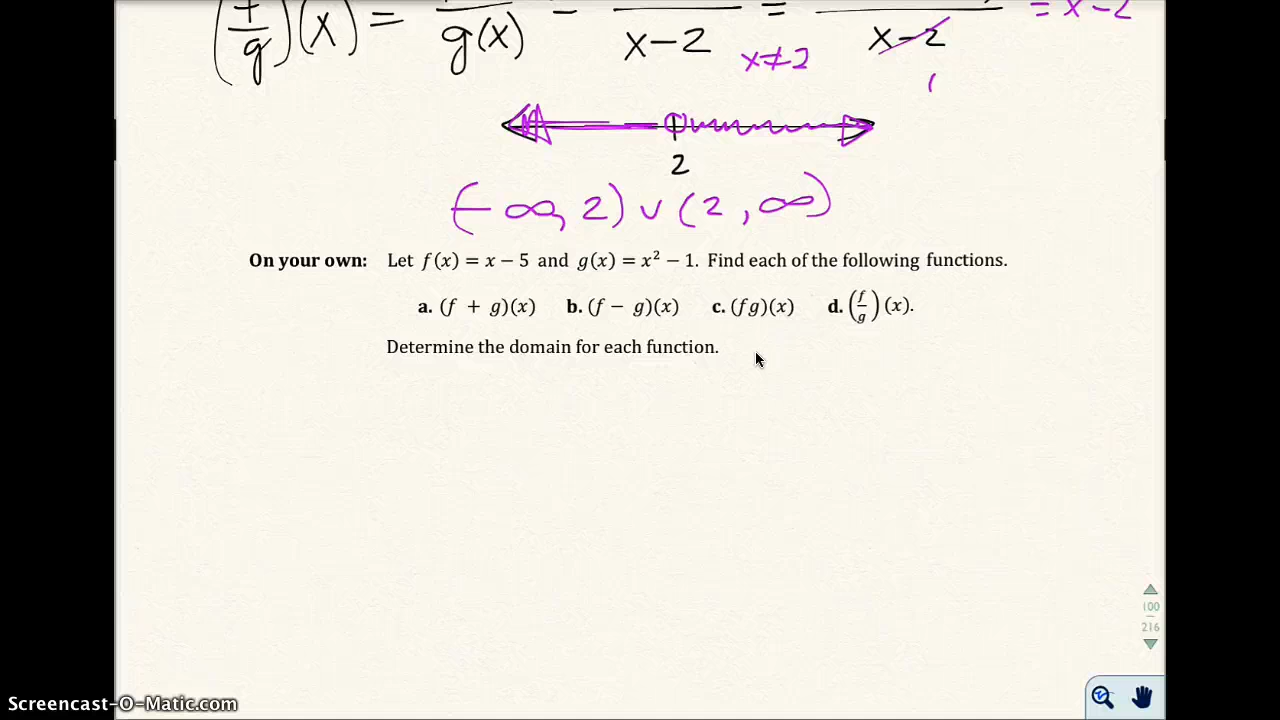 (f/g)(x) = g(x) = x-2 = x-2 = x-2
x≠2
2
(-∞, 2) ∪ (2, ∞)
On your own: Let f(x) = x − 5 and g(x) = x² − 1. Find each of the following functions.
a. (f + g)(x) b. (f − g)(x) c. (fg)(x) d. (f/g)(x).
Determine the domain for each function.
100
216
Screencast-O-Matic.com